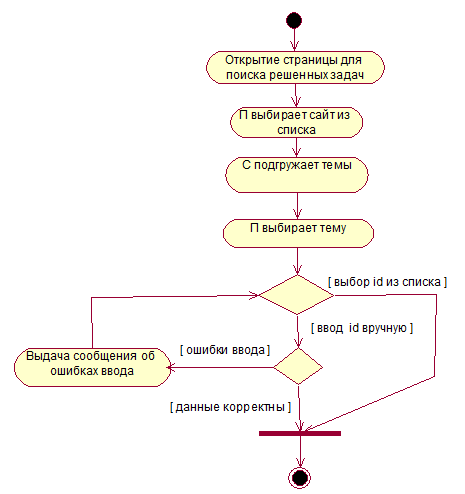 Открытие страницы для
поиска решенных задач
П выбирает сайт из
списка
С подгружает темы
П выбирает тему
[ выбор id из списка ]
[ ввод id вручную ]
[ ошибки ввода ]
Выдача сообщения об
ошибках ввода
[ данные корректны ]